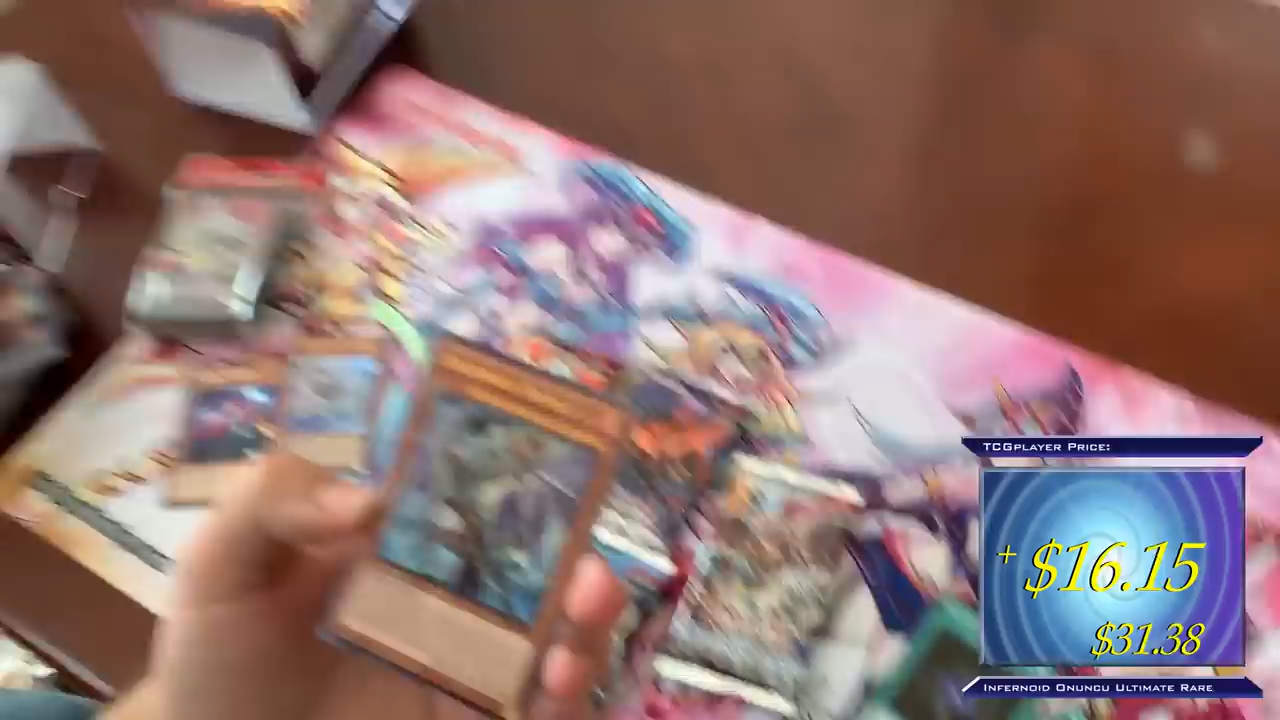 TCGplayer Price:
+ $16.15
$31.38
Infernoid Onuncu Ultimate Rare